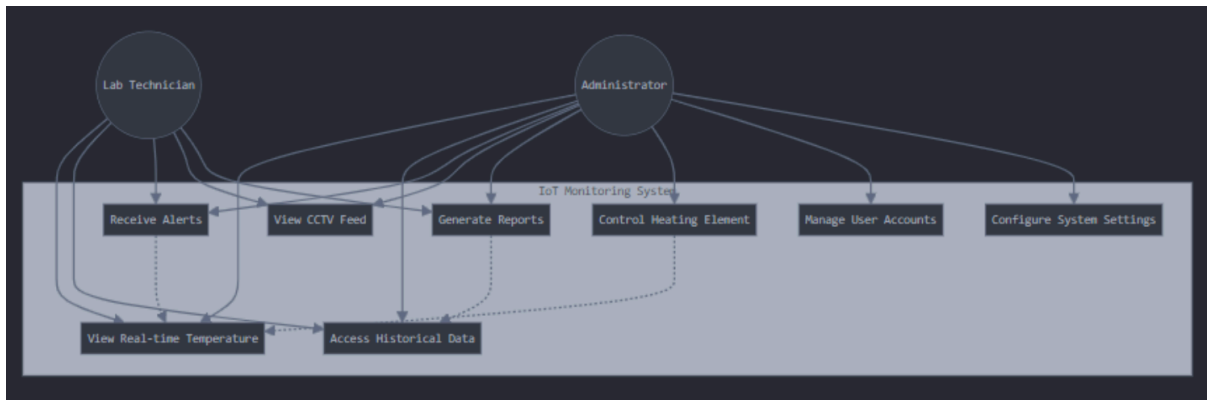 Lab Technician
Administrator
IoT Monitoring System
Receive Alerts
View CCTV Feed
Generate Reports
Control Heating Element
Manage User Accounts
Configure System Settings
View Real-time Temperature
Access Historical Data